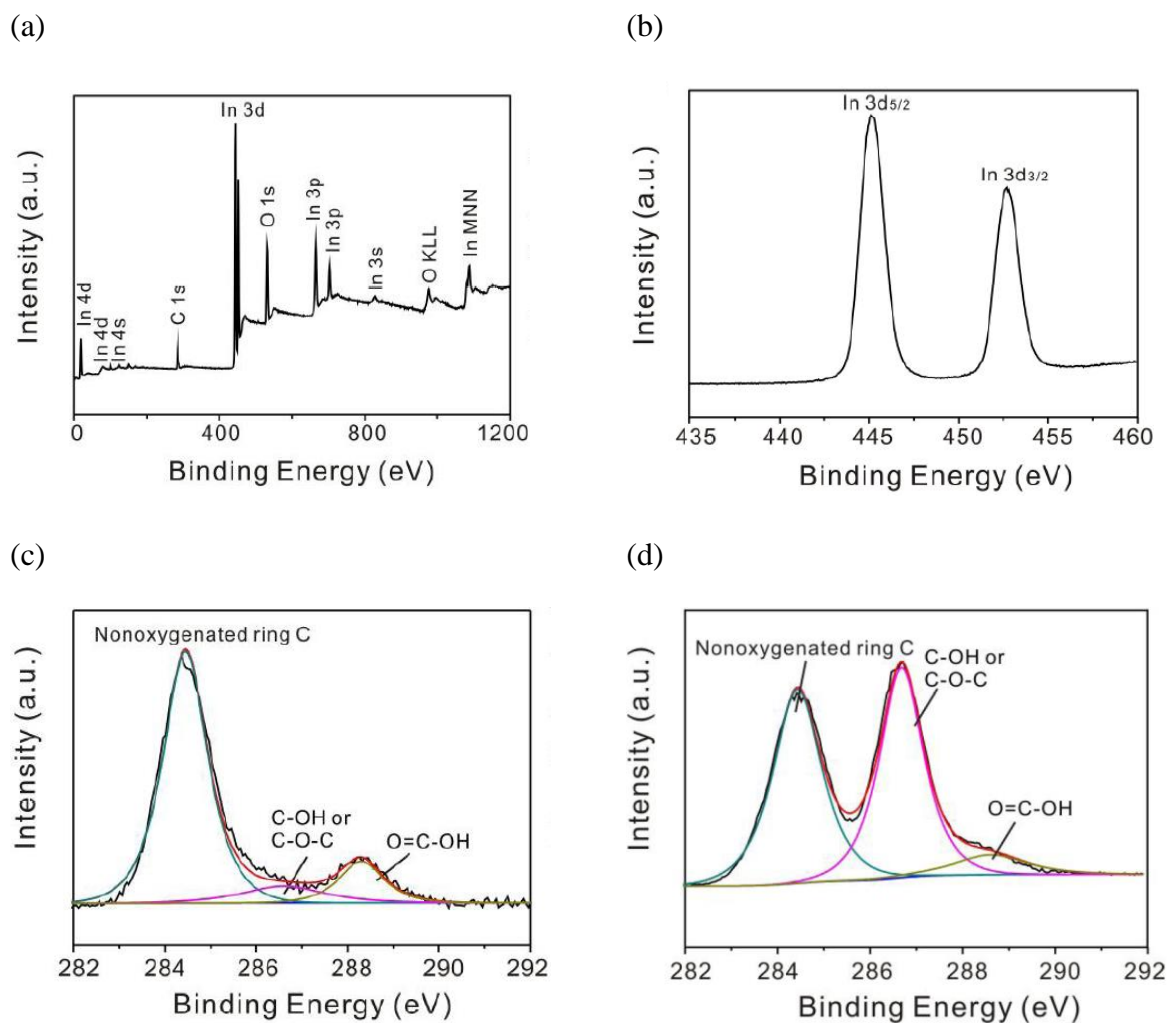 (a)
(b)
In 4d
In 4d
In 4s
C 1s
In 3d
O 1s
In 3p
In 3p
In 3s
O KLL
In MNN
Intensity (a.u.)
0 400 800 1200
Binding Energy (eV)
In 3d5/2
In 3d3/2
Intensity (a.u.)
435 440 445 450 455 460
Binding Energy (eV)
(c)
(d)
Nonoxygenated ring C
C-OH or
C-O-C
O=C-OH
Intensity (a.u.)
282 284 286 288 290 292
Binding Energy (eV)
Nonoxygenated ring C
C-OH or
C-O-C
O=C-OH
Intensity (a.u.)
282 284 286 288 290 292
Binding Energy (eV)